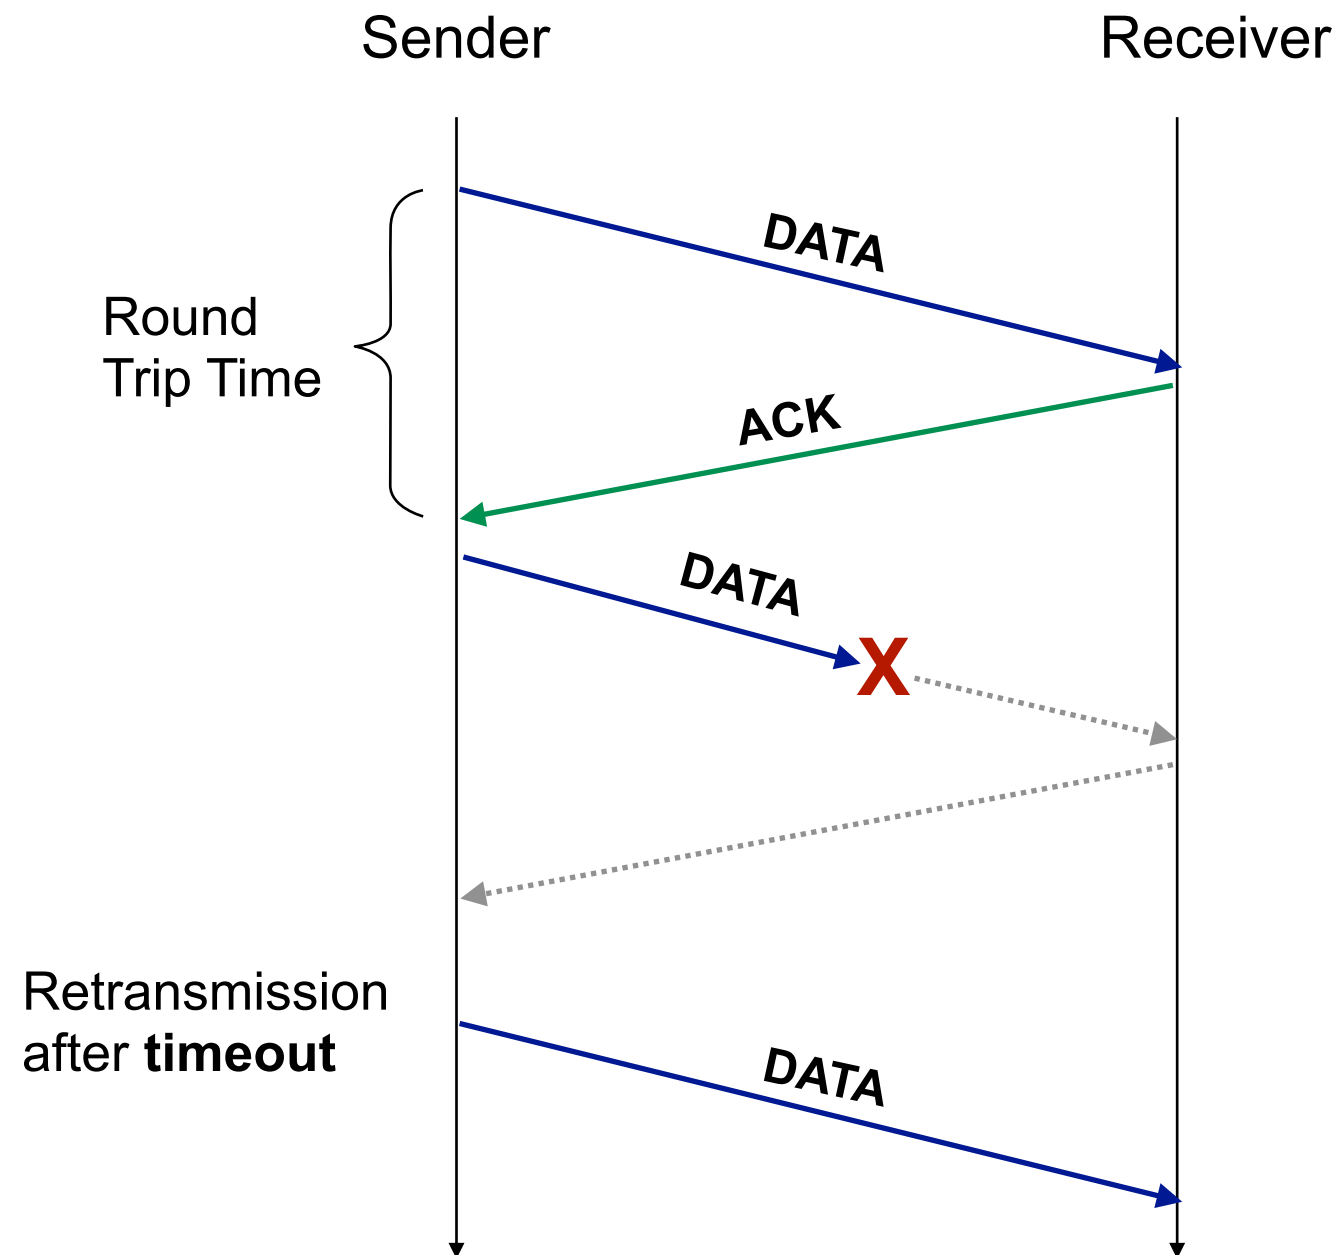 Sender
Receiver
DATA
Round
Trip Time
ACK
DATA
X
Retransmission
after timeout
DATA